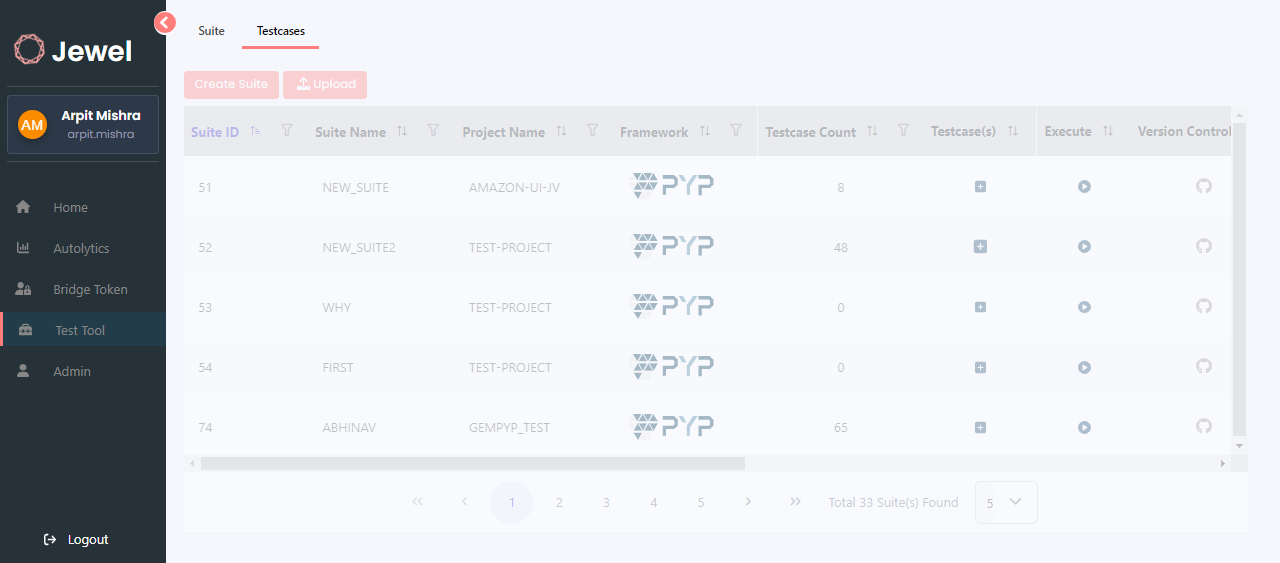 Jewel
AM
Arpit Mishra
arpit.mishra
Home
Autolytics
Bridge Token
Test Tool
Admin
Logout
Suite Testcases
Create Suite Upload
Suite ID Suite Name Project Name Framework Testcase Count Testcase(s) Execute Version Control
51 NEW_SUITE AMAZON-UI-JV PYP 8
52 NEW_SUITE2 TEST-PROJECT PYP 48
53 WHY TEST-PROJECT PYP 0
54 FIRST TEST-PROJECT PYP 0
74 ABHINAV GEMPYP_TEST PYP 65
1 2 3 4 5 Total 33 Suite(s) Found 5